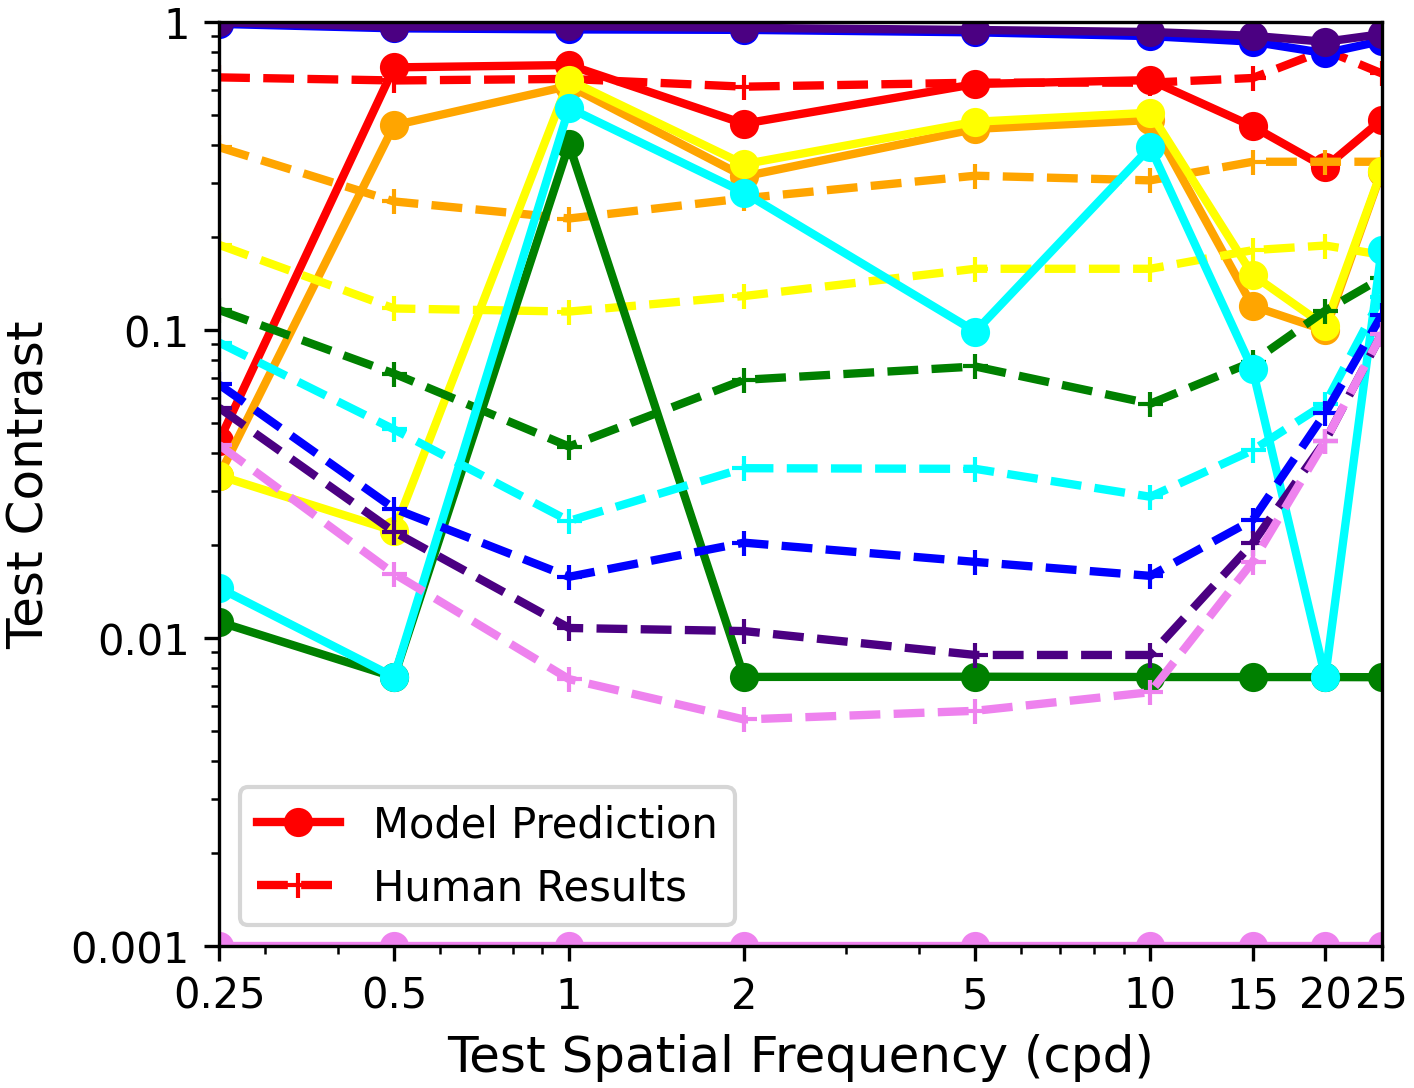 1
0.1
0.01
0.001
Test Contrast
Model Prediction
Human Results
0.25 0.5 1 2 5 10 15 20 25
Test Spatial Frequency (cpd)